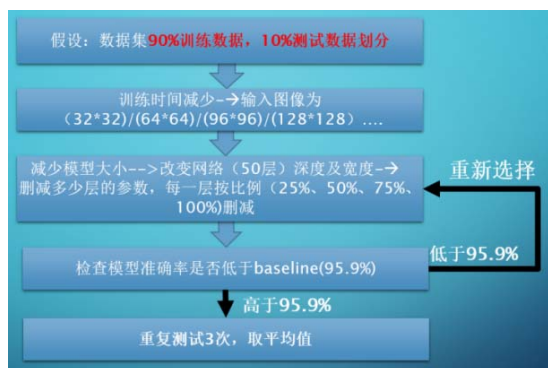 假设：数据集90%训练数据，10%测试数据划分
训练时间减少-→输入图像为
（32*32)/(64*64)/(96*96)/(128*128）....
减少模型大小-->改变网络（50层）深度及宽度-→
删减多少层的参数，每一层按比例（25%、50%、75%、
100%)删减
重新选择
检查模型准确率是否低于baseline(95.9%)
低于95.9%
高于95.9%
重复测试3次，取平均值